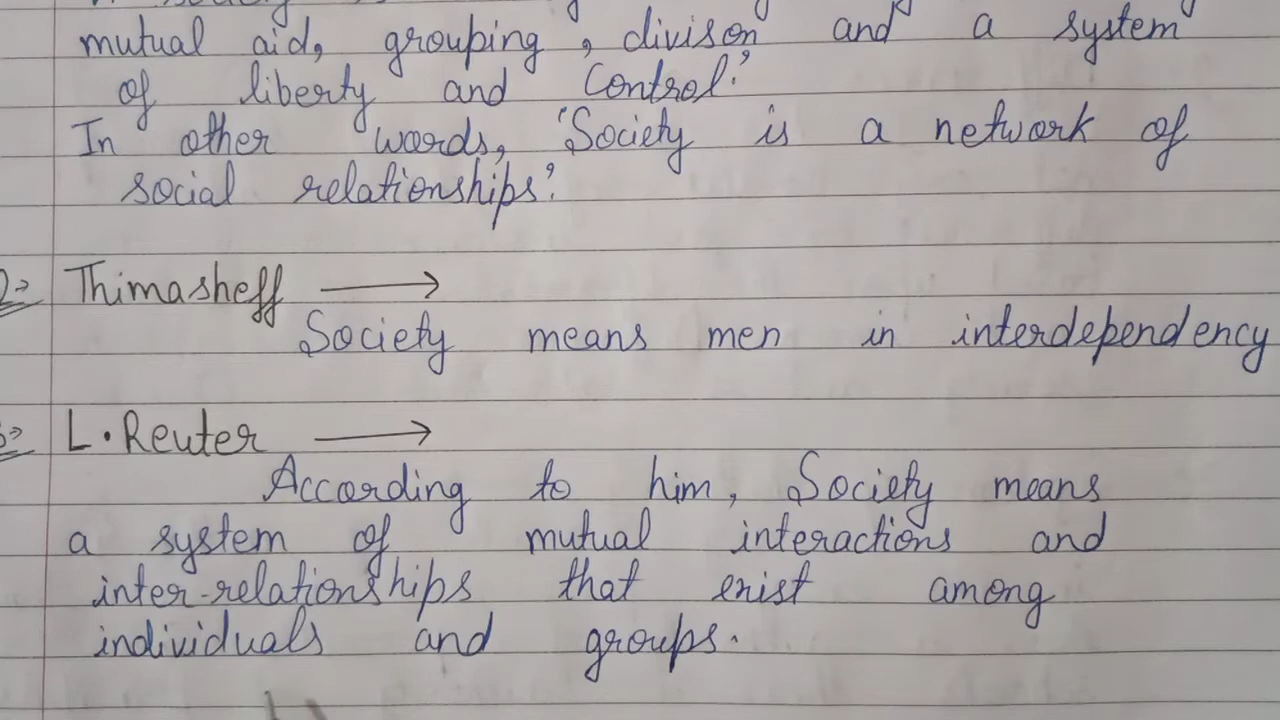 mutual aid, grouping, divison and a system
of liberty and Control.'
In other words, 'Society is a network of
social relationships.'
2=> Thimasheff →
Society means men in interdependency
L. Reuter →
According to him, Society means
a system of mutual interactions and
inter-relationships that exist among
individuals and groups.